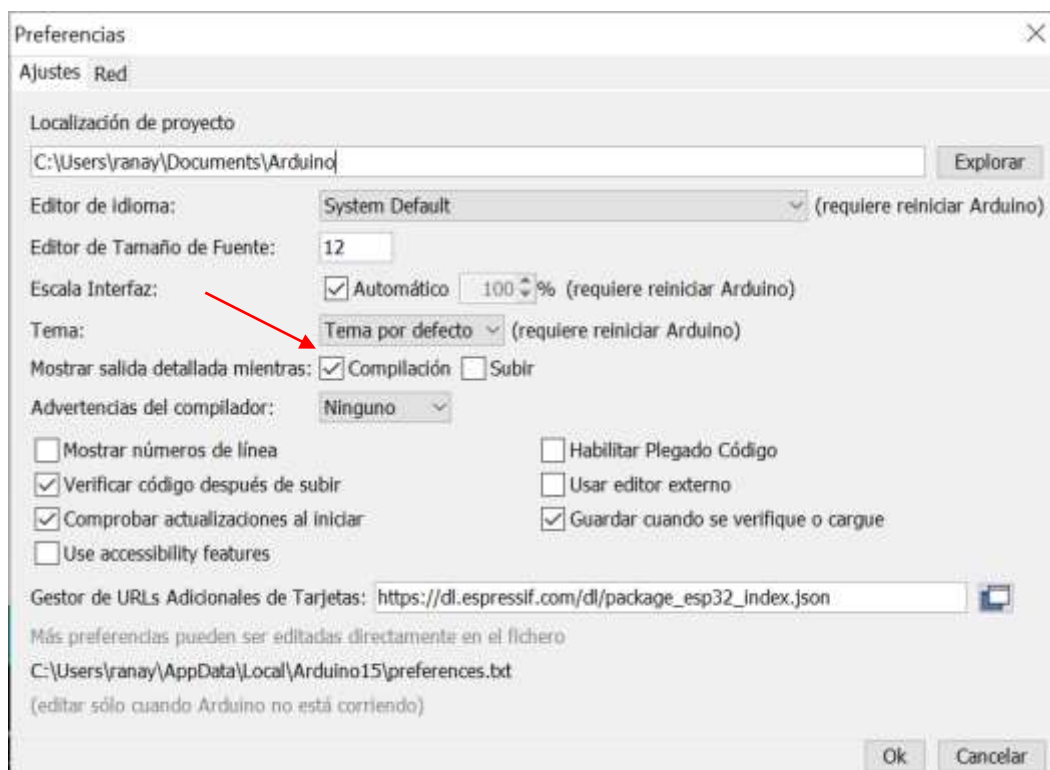 Preferencias
Ajustes Red
Localización de proyecto
C:\Users\ranay\Documents\Arduino Explorar
Editor de idioma: System Default (requiere reiniciar Arduino)
Editor de Tamaño de Fuente: 12
Escala Interfaz: Automático 100 % (requiere reiniciar Arduino)
Tema: Tema por defecto (requiere reiniciar Arduino)
Mostrar salida detallada mientras: Compilación Subir
Advertencias del compilador: Ninguno
Mostrar números de línea Habilitar Plegado Código
Verificar código después de subir Usar editor externo
Comprobar actualizaciones al iniciar Guardar cuando se verifique o cargue
Use accessibility features
Gestor de URLs Adicionales de Tarjetas: https://dl.espressif.com/dl/package_esp32_index.json
Más preferencias pueden ser editadas directamente en el fichero
C:\Users\ranay\AppData\Local\Arduino15\preferences.txt
(editar sólo cuando Arduino no está corriendo)
Ok Cancelar